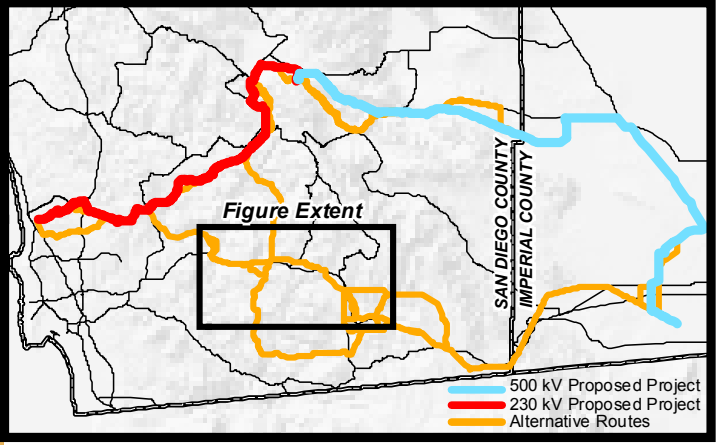 Figure Extent
SAN DIEGO COUNTY
IMPERIAL COUNTY
500 kV Proposed Project
230 kV Proposed Project
Alternative Routes